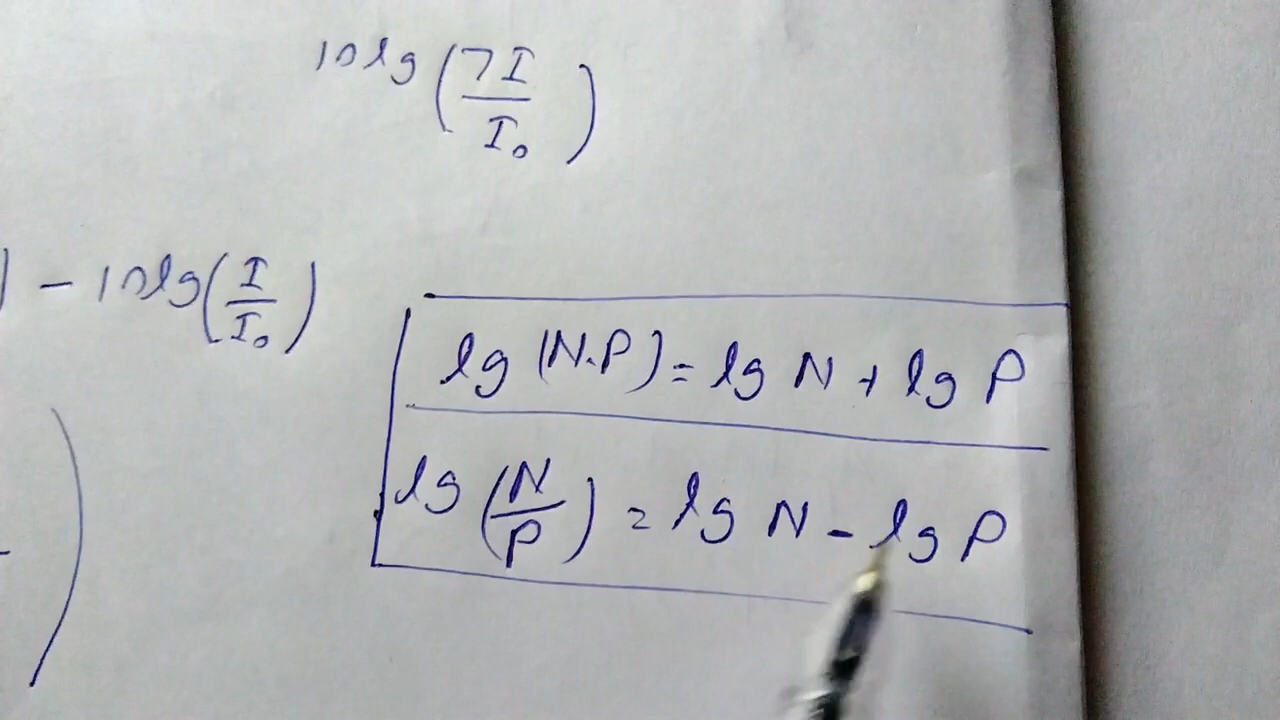 10lg(7I/I₀)
) - 10lg(I/I₀)
lg (N.P) = lg N + lg P
lg (N/P) = lg N - lg P